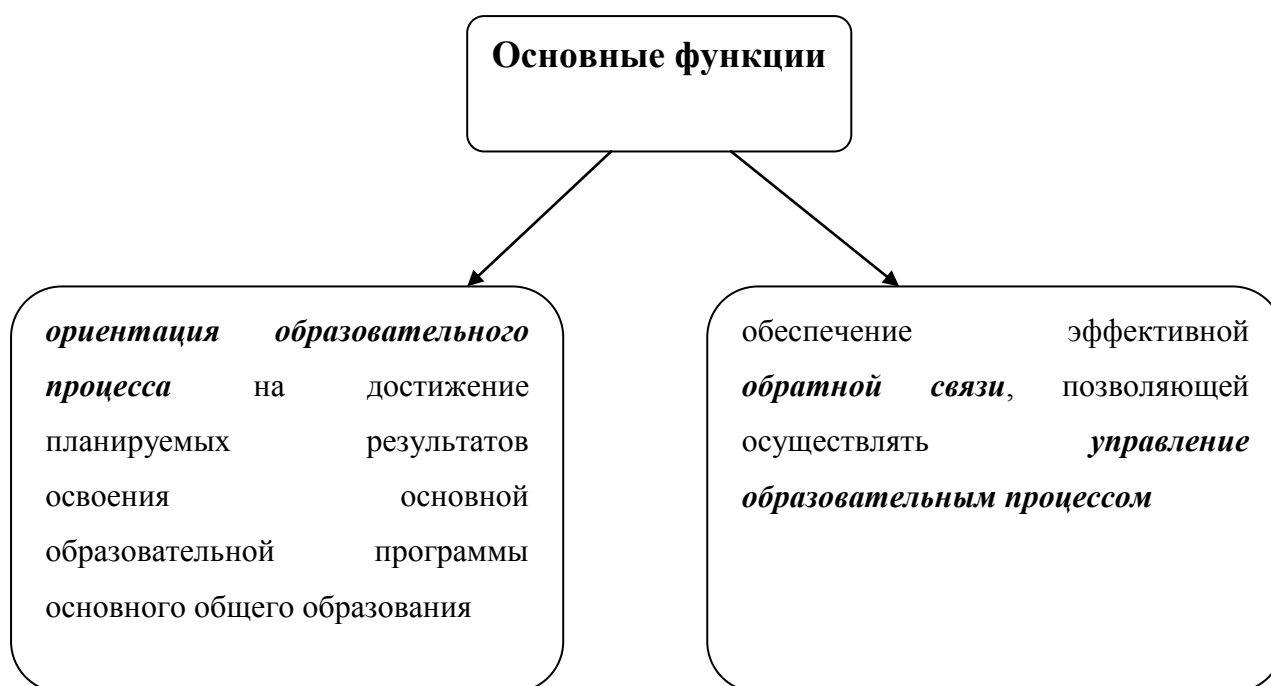 Основные функции
ориентация образовательного
процесса на достижение
планируемых результатов
освоения основной
образовательной программы
основного общего образования
обеспечение эффективной
обратной связи, позволяющей
осуществлять управление
образовательным процессом